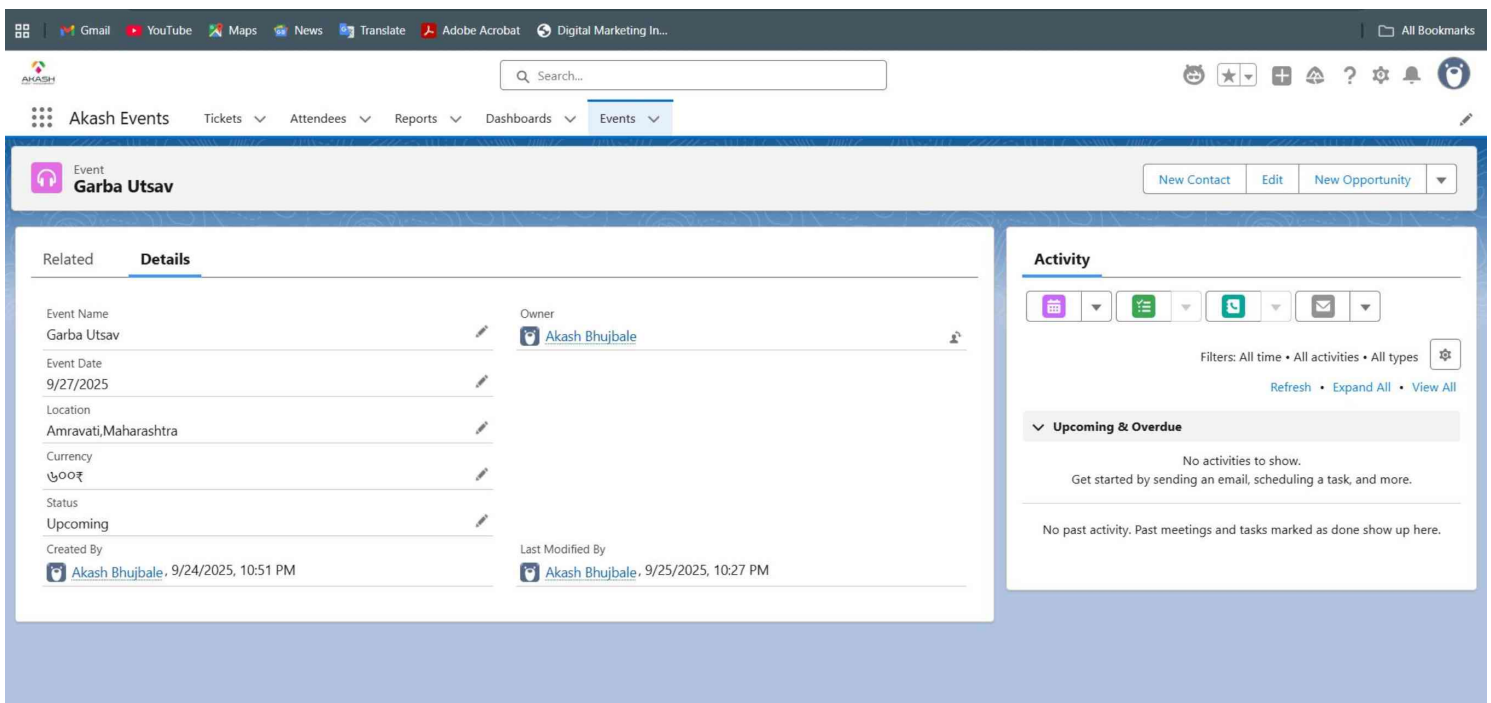 Gmail YouTube Maps News Translate Adobe Acrobat Digital Marketing In... All Bookmarks
AKASH
Search...
Akash Events Tickets Attendees Reports Dashboards Events
Event
Garba Utsav
New Contact Edit New Opportunity
Related Details
Event Name
Garba Utsav
Owner
Akash Bhujbale
Event Date
9/27/2025
Location
Amravati,Maharashtra
Currency
५००₹
Status
Upcoming
Created By
Akash Bhujbale, 9/24/2025, 10:51 PM
Last Modified By
Akash Bhujbale, 9/25/2025, 10:27 PM
Activity
Filters: All time • All activities • All types
Refresh • Expand All • View All
Upcoming & Overdue
No activities to show.
Get started by sending an email, scheduling a task, and more.
No past activity. Past meetings and tasks marked as done show up here.